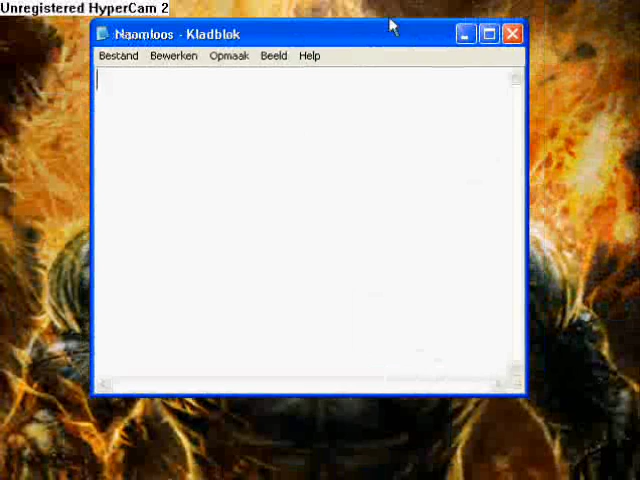 Unregistered HyperCam 2
Naamloos - Kladblok
Bestand Bewerken Opmaak Beeld Help